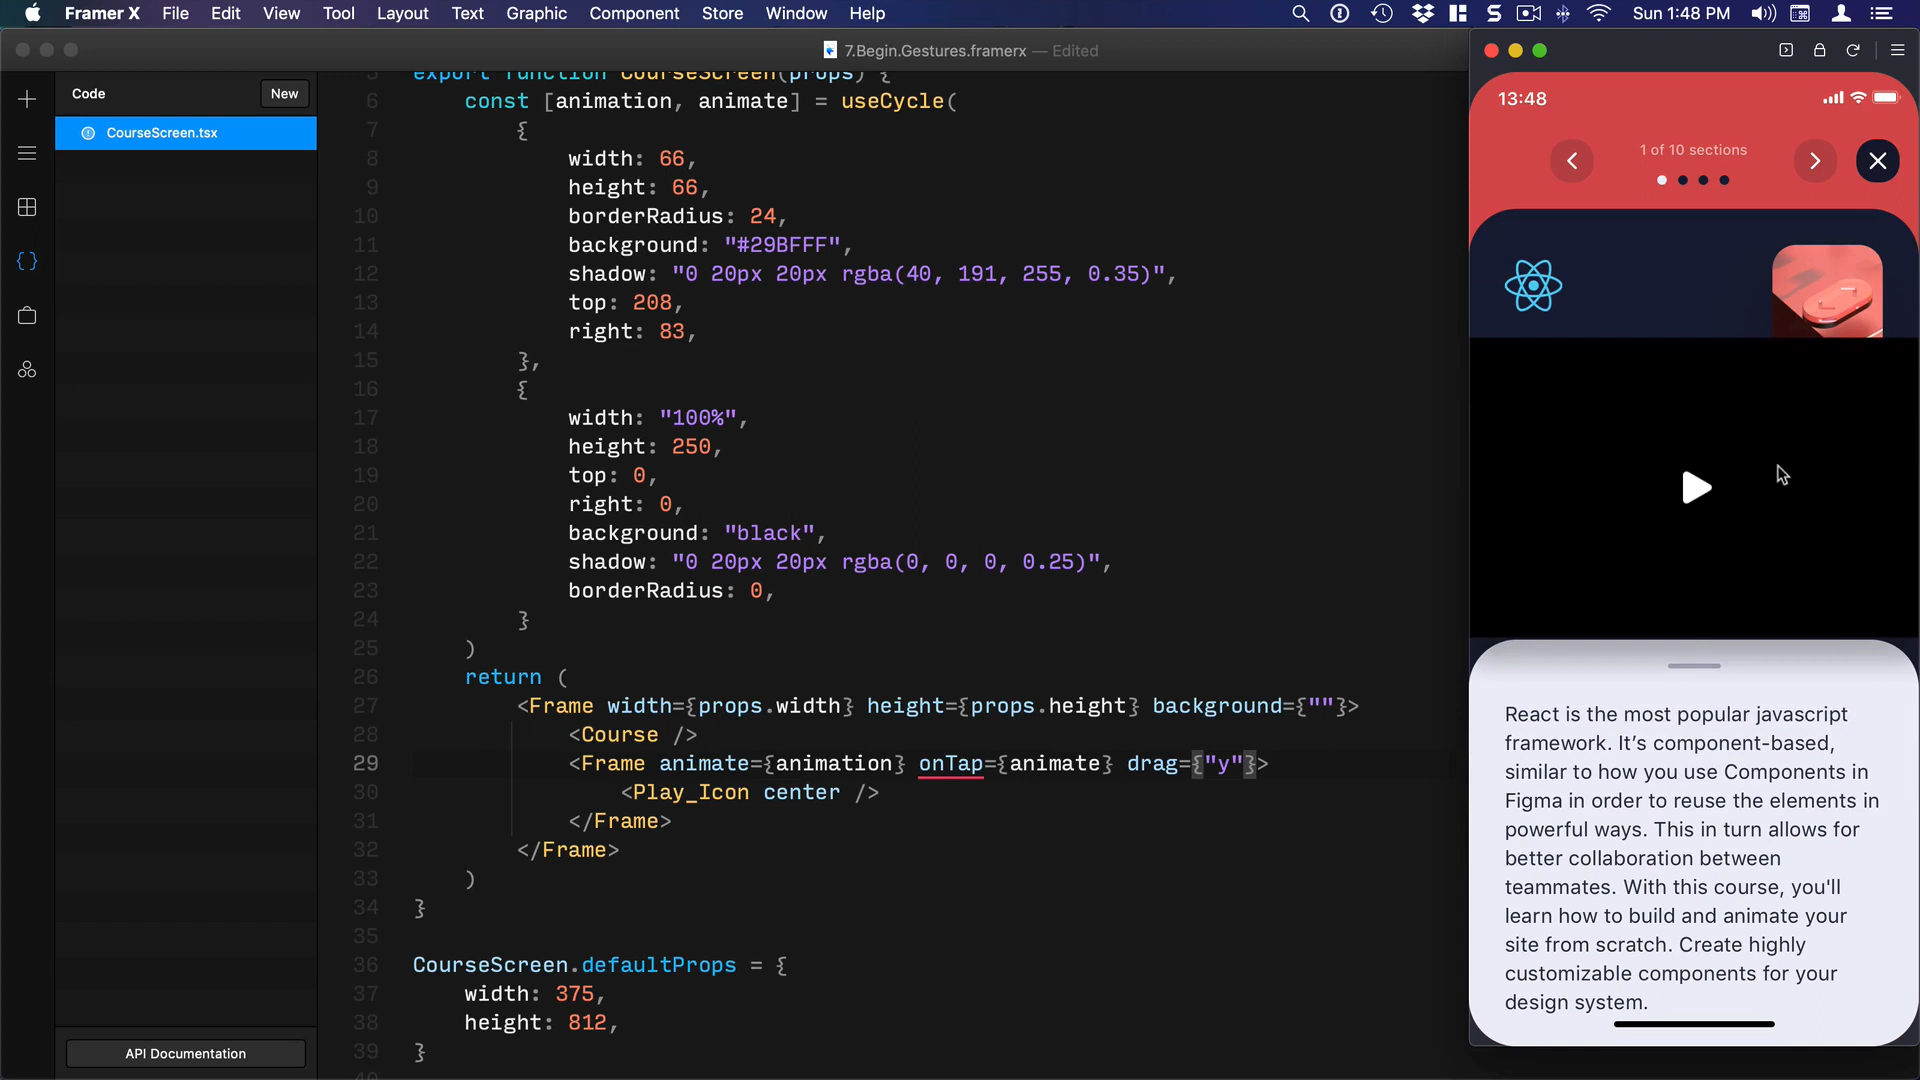 Framer X File Edit View Tool Layout Text Graphic Component Store Window Help Sun 1:48 PM
7.Begin.Gestures.framerx — Edited
Code New
CourseScreen.tsx
5 export function CourseScreen(props) {
6 const [animation, animate] = useCycle(
7 {
8 width: 66,
9 height: 66,
10 borderRadius: 24,
11 background: "#29BFFF",
12 shadow: "0 20px 20px rgba(40, 191, 255, 0.35)",
13 top: 208,
14 right: 83,
15 },
16 {
17 width: "100%",
18 height: 250,
19 top: 0,
20 right: 0,
21 background: "black",
22 shadow: "0 20px 20px rgba(0, 0, 0, 0.25)",
23 borderRadius: 0,
24 }
25 )
26 return (
27 <Frame width={props.width} height={props.height} background={""}>
28 <Course />
29 <Frame animate={animation} onTap={animate} drag={"y"}>
30 <Play_Icon center />
31 </Frame>
32 </Frame>
33 )
34 }
35
36 CourseScreen.defaultProps = {
37 width: 375,
38 height: 812,
39 }
40
API Documentation
13:48
1 of 10 sections
React is the most popular javascript
framework. It’s component-based,
similar to how you use Components in
Figma in order to reuse the elements in
powerful ways. This in turn allows for
better collaboration between
teammates. With this course, you'll
learn how to build and animate your
site from scratch. Create highly
customizable components for your
design system.